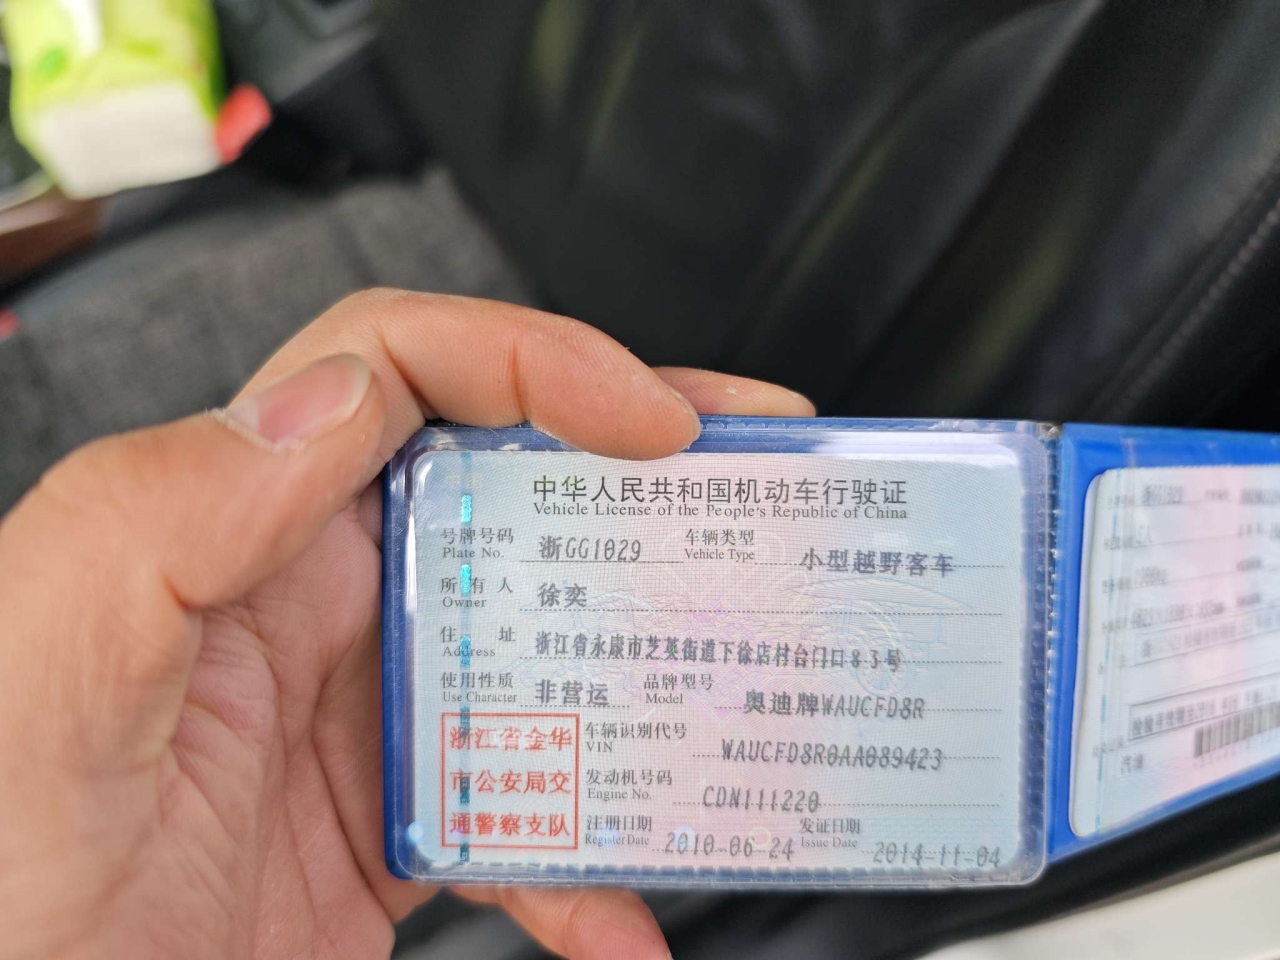 中华人民共和国机动车行驶证
Vehicle License of the People's Republic of China
号牌号码 浙GG1029 车辆类型 小型越野客车
Plate No. Vehicle Type
所有人 徐奕
Owner
住址 浙江省永康市芝英街道下徐店村台门口83号
Address
使用性质 非营运 品牌型号 奥迪牌WAUCFD8R
Use Character Model
浙江省金华
市公安局交
通警察支队
车辆识别代号 WAUCFD8R0AA089423
VIN
发动机号码 CDN111220
Engine No.
注册日期 2010-06-24 发证日期 2014-11-04
Register Date Issue Date
汽油